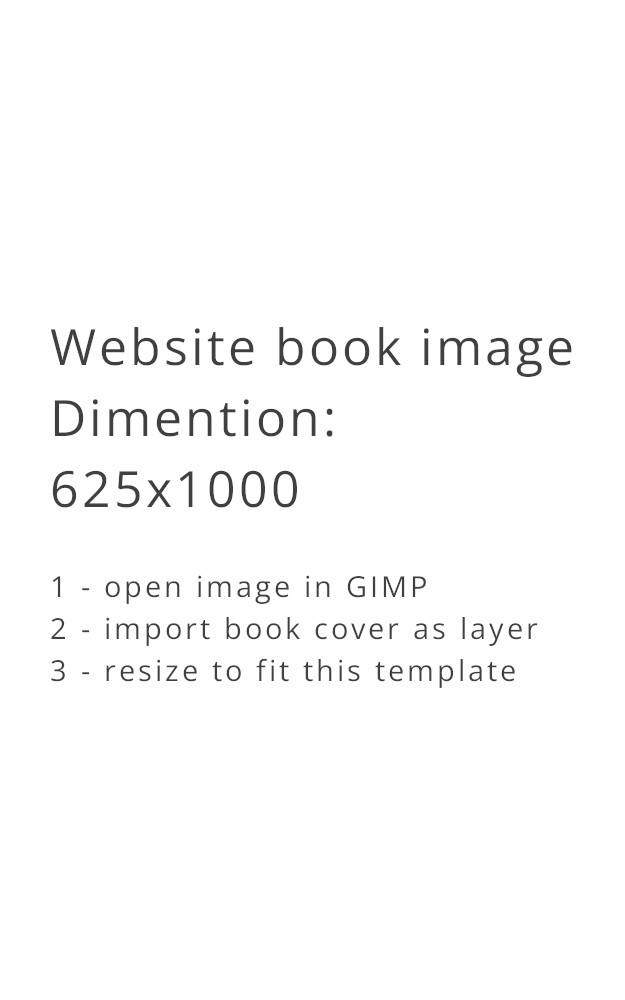 Website book image
Dimention:
625x1000
1 - open image in GIMP
2 - import book cover as layer
3 - resize to fit this template